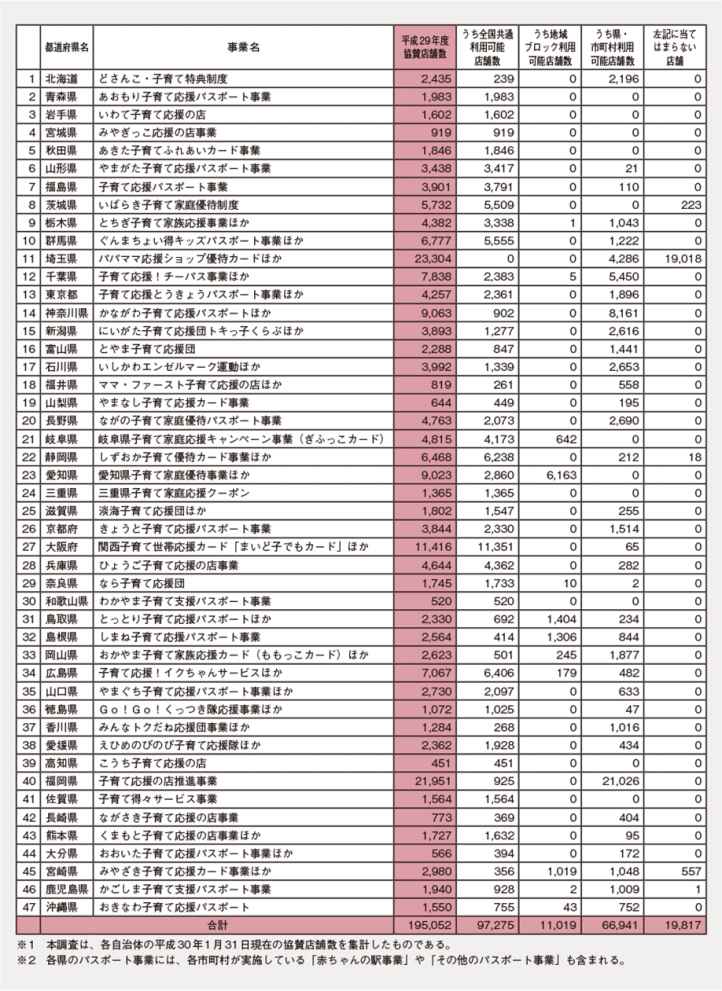 都道府県名 事業名 平成29年度協賛店舗数 うち全国共通利用可能店舗数 うち地域ブロック利用可能店舗数 うち県・市町村利用可能店舗数 左記に当てはまらない店舗
1 北海道 どさんこ・子育て特典制度 2,435 239 0 2,196 0
2 青森県 あおもり子育て応援パスポート事業 1,983 1,983 0 0 0
3 岩手県 いわて子育て応援の店 1,602 1,602 0 0 0
4 宮城県 みやぎっこ応援の店事業 919 919 0 0 0
5 秋田県 あきた子育てふれあいカード事業 1,846 1,846 0 0 0
6 山形県 やまがた子育て応援パスポート事業 3,438 3,417 0 21 0
7 福島県 子育て応援パスポート事業 3,901 3,791 0 110 0
8 茨城県 いばらき子育て家庭優待制度 5,732 5,509 0 0 223
9 栃木県 とちぎ子育て家族応援事業ほか 4,382 3,338 1 1,043 0
10 群馬県 ぐんまちょい得キッズパスポート事業ほか 6,777 5,555 0 1,222 0
11 埼玉県 パパママ応援ショップ優待カードほか 23,304 0 0 4,286 19,018
12 千葉県 子育て応援！チーパス事業ほか 7,838 2,383 5 5,450 0
13 東京都 子育て応援とうきょうパスポート事業ほか 4,257 2,361 0 1,896 0
14 神奈川県 かながわ子育て応援パスポートほか 9,063 902 0 8,161 0
15 新潟県 にいがた子育て応援団トキっ子くらぶほか 3,893 1,277 0 2,616 0
16 富山県 とやま子育て応援団 2,288 847 0 1,441 0
17 石川県 いしかわエンゼルマーク運動ほか 3,992 1,339 0 2,653 0
18 福井県 ママ・ファースト子育て応援の店ほか 819 261 0 558 0
19 山梨県 やまなし子育て応援カード事業 644 449 0 195 0
20 長野県 ながの子育て家庭優待パスポート事業 4,763 2,073 0 2,690 0
21 岐阜県 岐阜県子育て家庭応援キャンペーン事業（ぎふっこカード） 4,815 4,173 642 0 0
22 静岡県 しずおか子育て優待カード事業ほか 6,468 6,238 0 212 18
23 愛知県 愛知県子育て家庭優待事業ほか 9,023 2,860 6,163 0 0
24 三重県 三重県子育て家庭応援クーポン 1,365 1,365 0 0 0
25 滋賀県 淡海子育て応援団ほか 1,802 1,547 0 255 0
26 京都府 きょうと子育て応援パスポート事業 3,844 2,330 0 1,514 0
27 大阪府 関西子育て世帯応援カード「まいど子でもカード」ほか 11,416 11,351 0 65 0
28 兵庫県 ひょうご子育て応援の店事業 4,644 4,362 0 282 0
29 奈良県 なら子育て応援団 1,745 1,733 10 2 0
30 和歌山県 わかやま子育て支援パスポート事業 520 520 0 0 0
31 鳥取県 とっとり子育て応援パスポートほか 2,330 692 1,404 234 0
32 島根県 しまね子育て応援パスポート事業 2,564 414 1,306 844 0
33 岡山県 おかやま子育て家族応援カード（ももっこカード）ほか 2,623 501 245 1,877 0
34 広島県 子育て応援！イクちゃんサービスほか 7,067 6,406 179 482 0
35 山口県 やまぐち子育て応援パスポート事業ほか 2,730 2,097 0 633 0
36 徳島県 Ｇｏ！Ｇｏ！くっつき隊応援事業ほか 1,072 1,025 0 47 0
37 香川県 みんなトクだね応援団事業ほか 1,284 268 0 1,016 0
38 愛媛県 えひめのびのび子育て応援隊ほか 2,362 1,928 0 434 0
39 高知県 こうち子育て応援の店 451 451 0 0 0
40 福岡県 子育て応援の店推進事業 21,951 925 0 21,026 0
41 佐賀県 子育て得々サービス事業 1,564 1,564 0 0 0
42 長崎県 ながさき子育て応援の店事業 773 369 0 404 0
43 熊本県 くまもと子育て応援の店事業ほか 1,727 1,632 0 95 0
44 大分県 おおいた子育て応援パスポート事業ほか 566 394 0 172 0
45 宮崎県 みやざき子育て応援カード事業ほか 2,980 356 1,019 1,048 557
46 鹿児島県 かごしま子育て支援パスポート事業 1,940 928 2 1,009 1
47 沖縄県 おきなわ子育て応援パスポート 1,550 755 43 752 0
合計 195,052 97,275 11,019 66,941 19,817
※１ 本調査は、各自治体の平成30年1月31日現在の協賛店舗数を集計したものである。
※２ 各県のパスポート事業には、各市町村が実施している「赤ちゃんの駅事業」や「その他のパスポート事業」も含まれる。